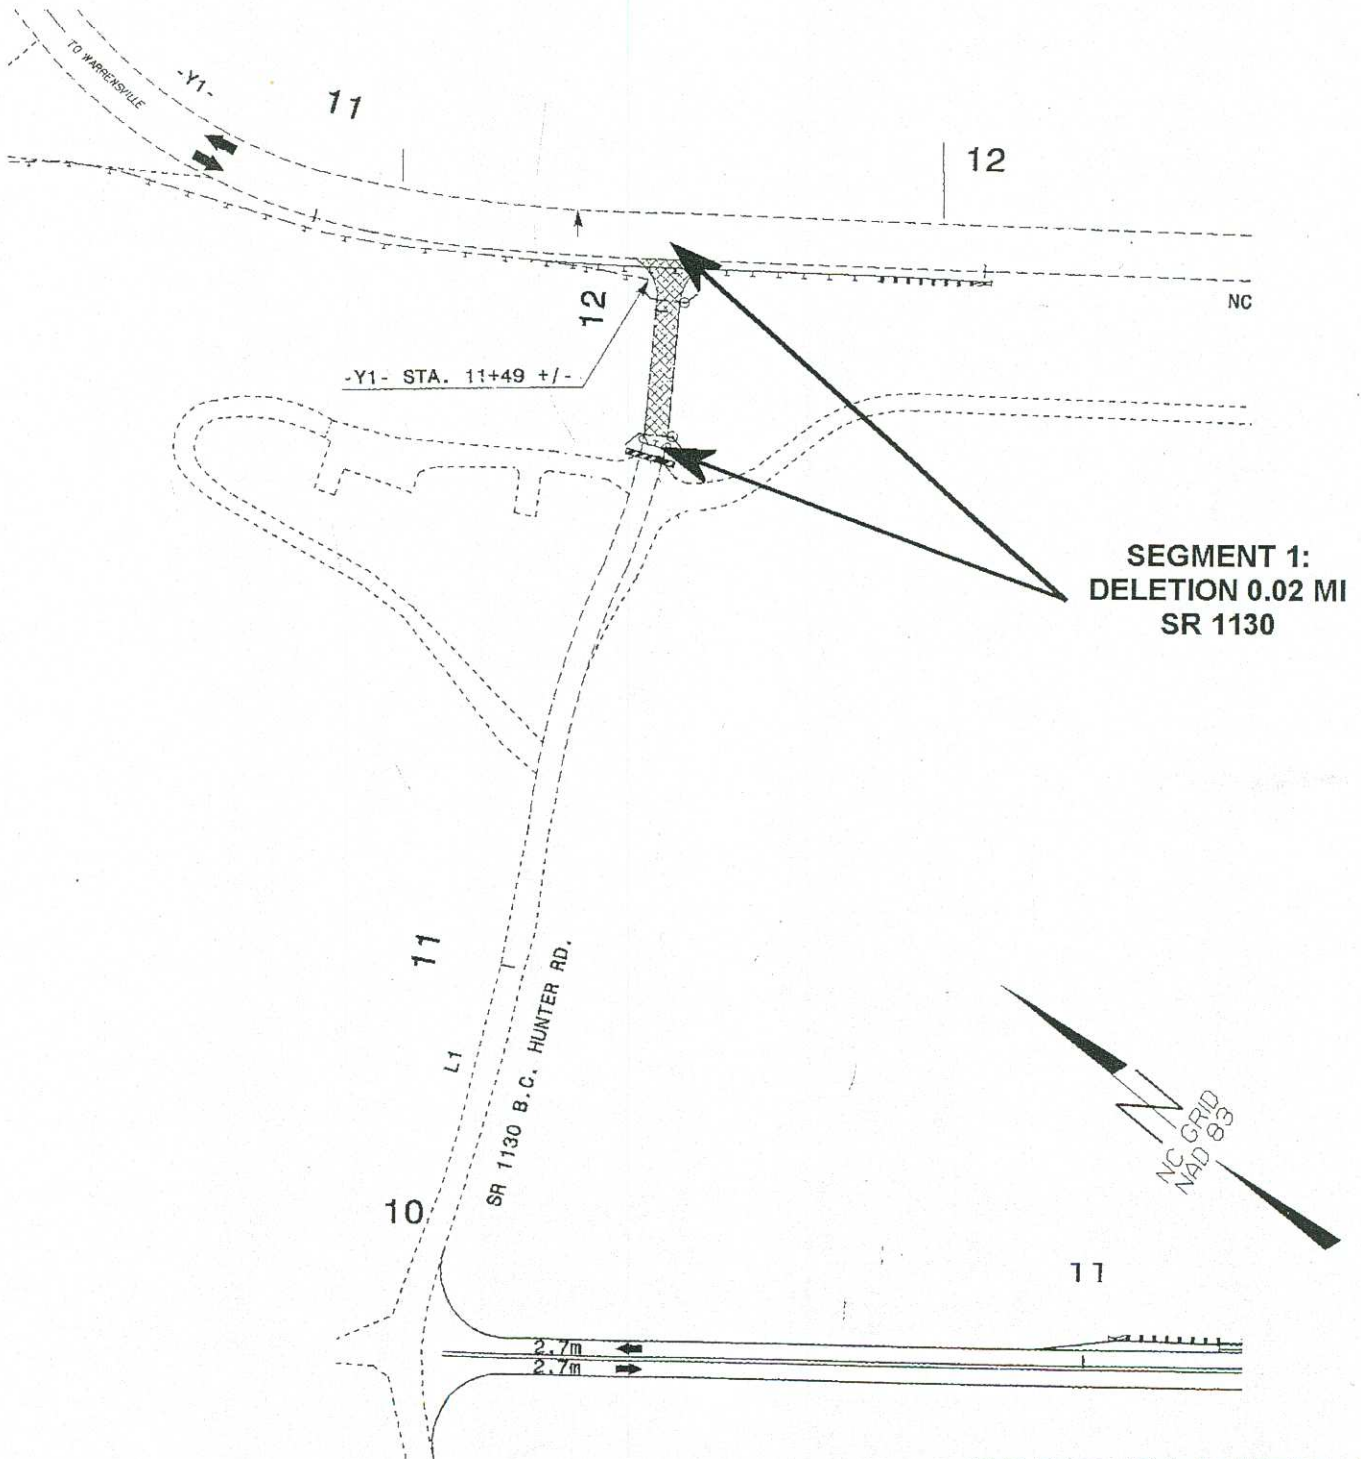 TO WARRENSVILLE
-Y1-
11
12
NC
12
-Y1- STA. 11+49 +/-
SEGMENT 1:
DELETION 0.02 MI
SR 1130
11
L1
SR 1130 B.C. HUNTER RD.
10
NC GRID
NAD 83
11
2.7m
2.7m